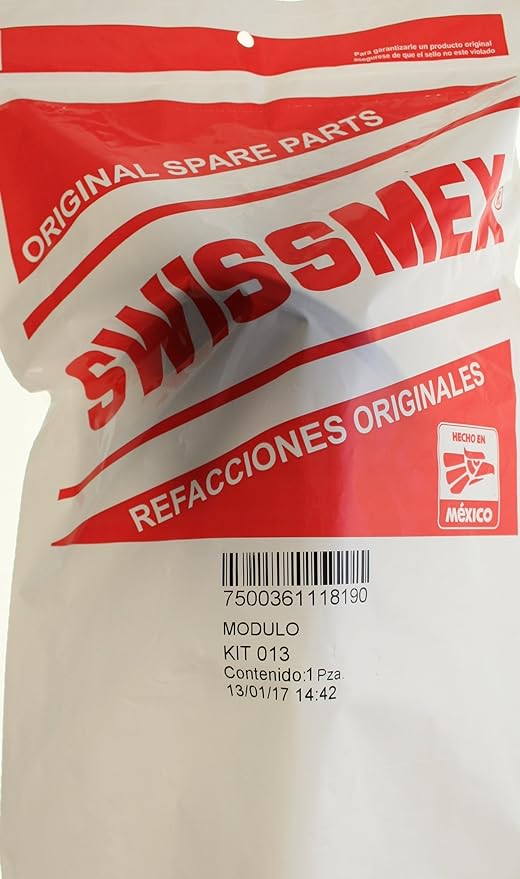 Para garantizarle un producto original
asegurese de que el sello no este violado
ORIGINAL SPARE PARTS
SWISSMEX®
REFACCIONES ORIGINALES
HECHO EN
MéXICO
7500361118190
MODULO
KIT 013
Contenido:1 Pza.
13/01/17 14:42